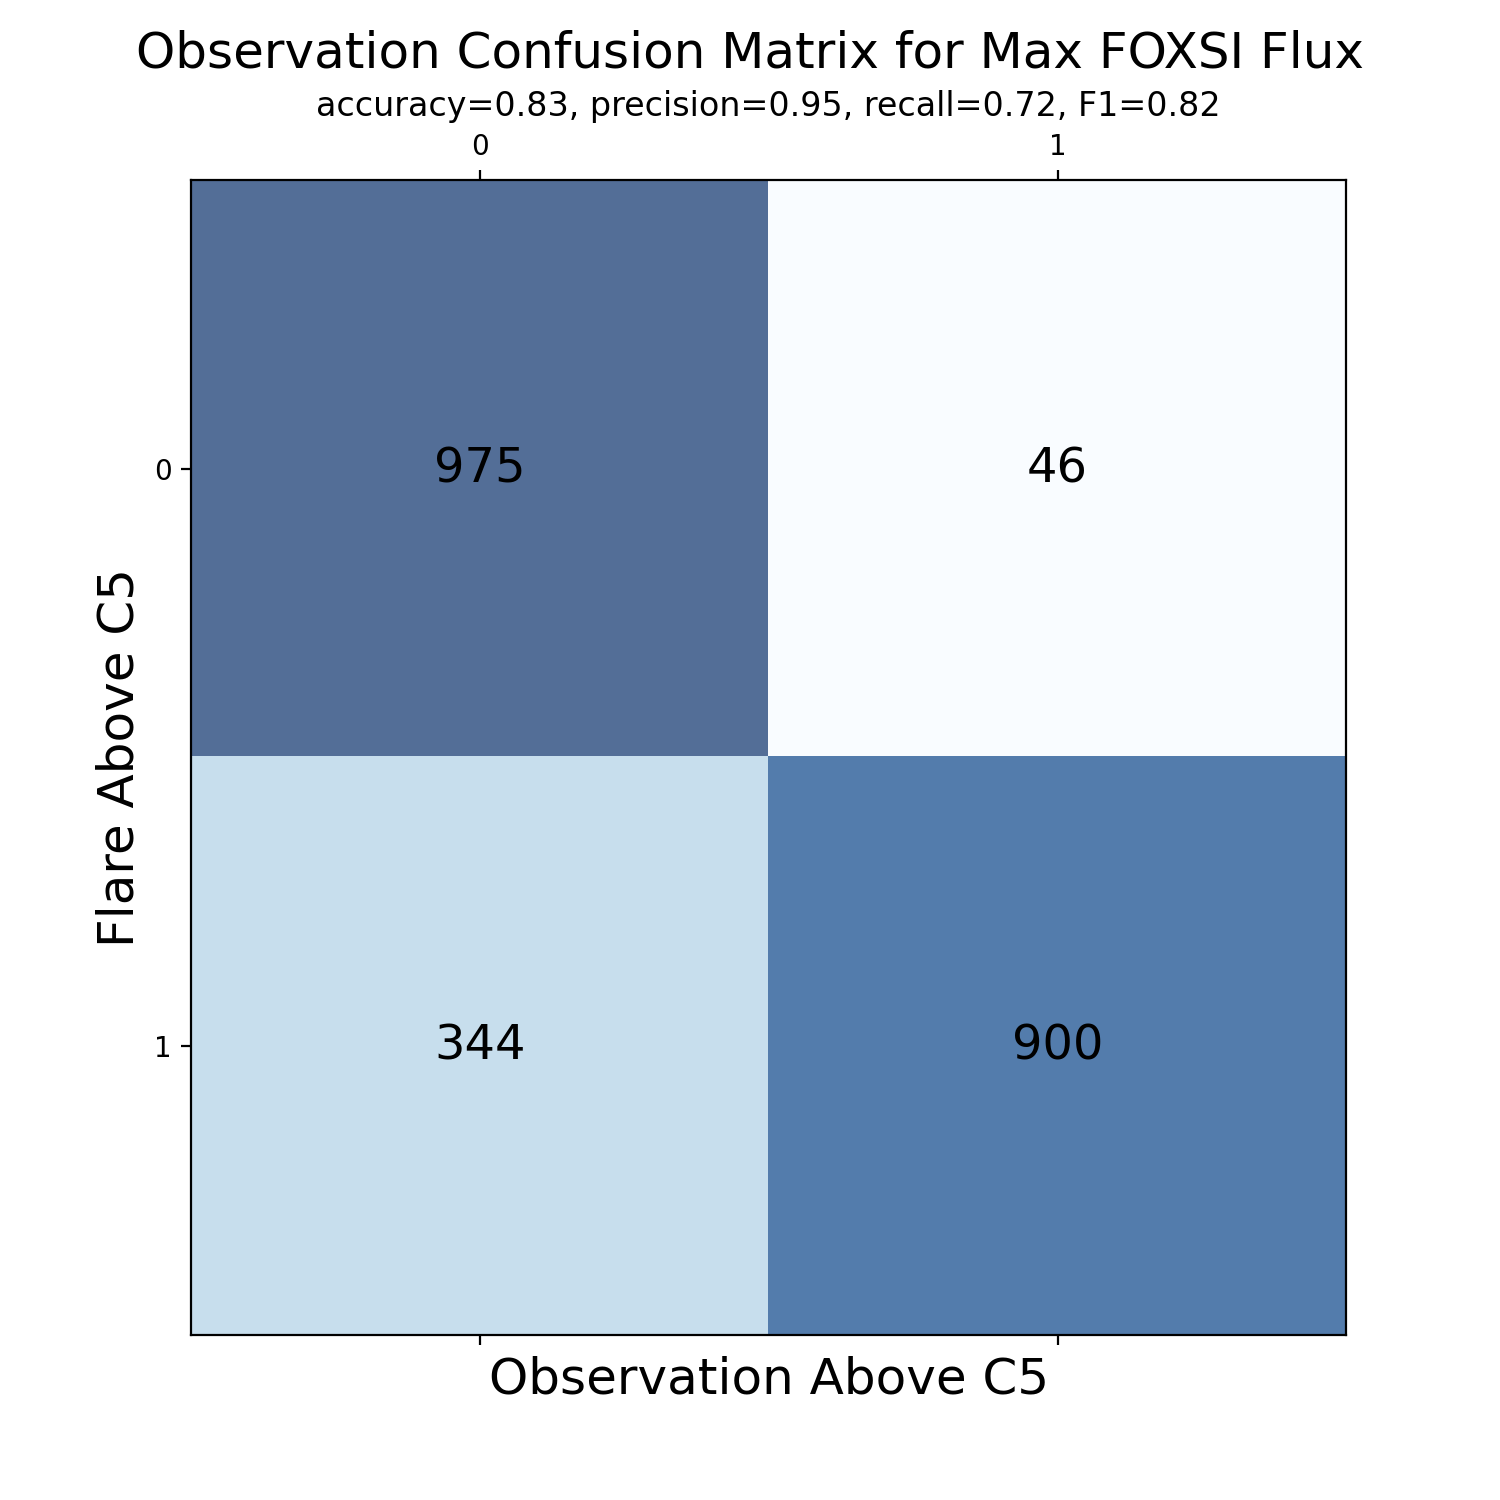 Observation Confusion Matrix for Max FOXSI Flux
accuracy=0.83, precision=0.95, recall=0.72, F1=0.82
0 1
0
975 46
Flare Above C5
1
344 900
Observation Above C5